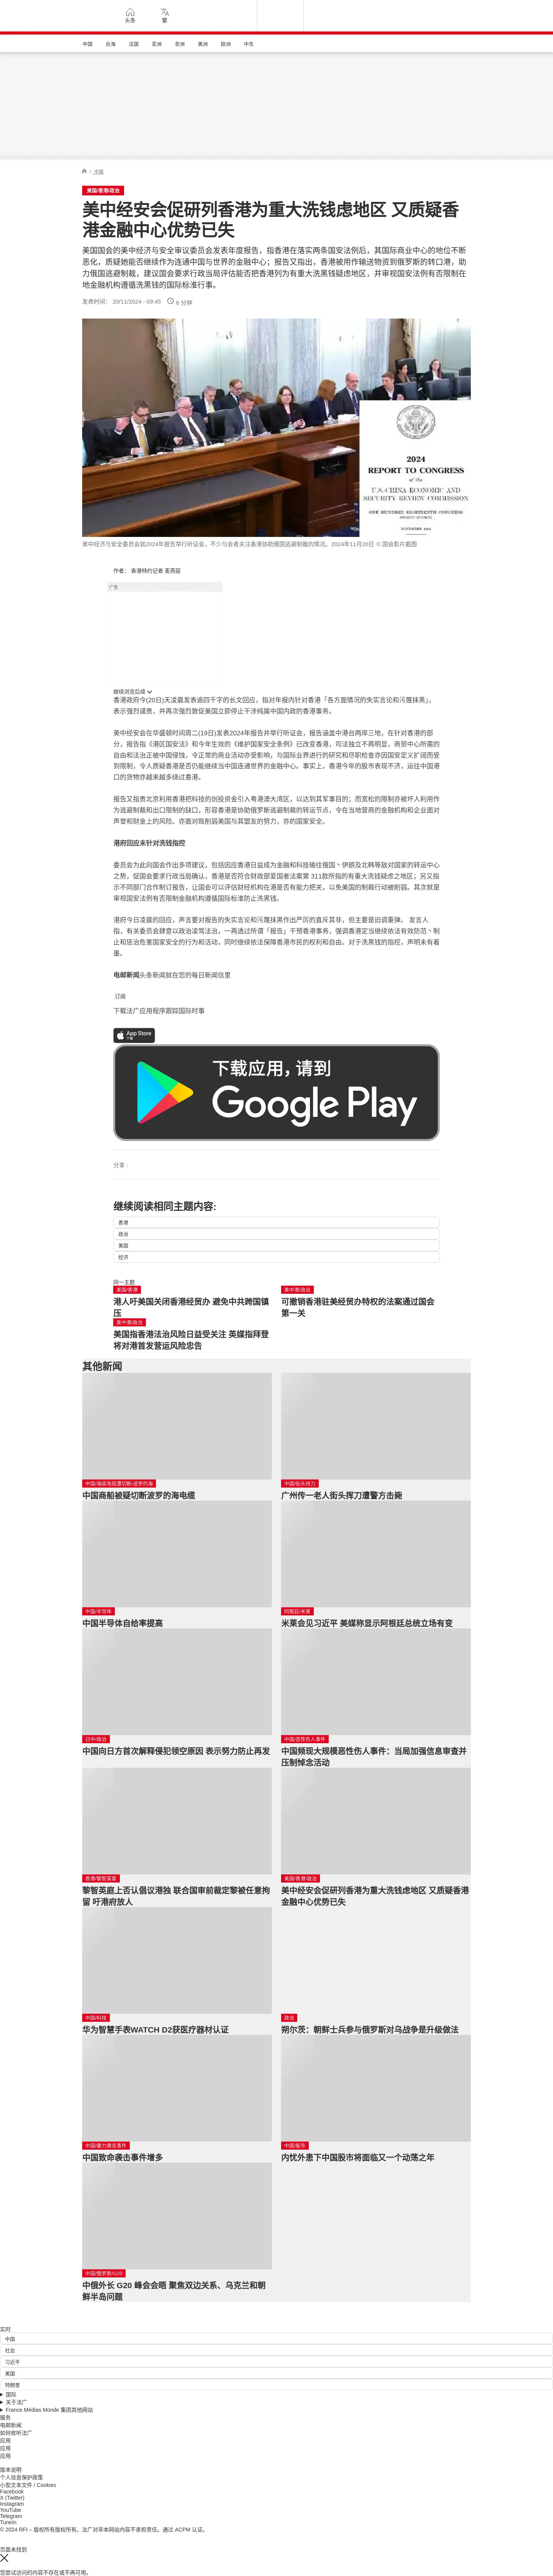 头条
繁
中国
台海
法国
亚洲
非洲
美洲
欧洲
中东
/ 中国
美国/香港/政治
美中经安会促研列香港为重大洗钱虑地区 又质疑香
港金融中心优势已失
美国国会的美中经济与安全审议委员会发表年度报告，指香港在落实两条国安法例后，其国际商业中心的地位不断
恶化，质疑她能否继续作为连通中国与世界的金融中心；报告又指出，香港被用作输送物资到俄罗斯的转口港，助
力俄国逃避制裁，建议国会要求行政当局评估能否把香港列为有重大洗黑钱疑虑地区，并审视国安法例有否限制在
地金融机构遵循洗黑钱的国际标准行事。
发表时间： 20/11/2024 - 09:45
6 分钟
2024
REPORT TO CONGRESS
of the
U.S.-CHINA ECONOMIC AND
SECURITY REVIEW COMMISSION
ONE HUNDRED EIGHTEENTH CONGRESS
NOVEMBER 2024
美中经济与安全委员会就2024年报告举行听证会，不少与会者关注香港协助俄国逃避制裁的情况。2024年11月20日 © 国会影片截图
作者： 香港特约记者 麦燕庭
广告
继续浏览后续
香港政府今(20日)天凌晨发表逾四千字的长文回应，指对年报内针对香港「各方面情况的失实言论和污蔑抹黑」，
表示强烈谴责，并再次强烈敦促美国立即停止干涉纯属中国内政的香港事务。
美中经安会在华盛顿时间周二(19日)发表2024年报告并举行听证会，报告涵盖中港台两岸三地，在针对香港的部
分，报告指《港区国安法》和今年生效的《维护国家安全条例》已改变香港，司法独立不再明显，商贸中心所需的
自由和法治正被中国侵蚀，令正常的商业活动亦受影响，与国际业界进行的研究和尽职检查亦因国安定义扩阔而受
到限制，令人质疑香港是否仍能继续当中国连通世界的金融中心。事实上，香港今年的股市表现不济，运往中国港
口的货物亦越来越多绕过香港。
报告又指责北京利用香港把科技的创投资金引入粤港澳大湾区，以达到其军事目的；而宽松的限制亦被坏人利用作
为逃避制裁和出口限制的缺口，形容香港是协助俄罗斯逃避制裁的转运节点，令在当地营商的金融机构和企业面对
声誉和财金上的风险。亦面对既削弱美国与其盟友的努力，亦的国家安全。
港府回应未针对洗钱指控
委员会为此向国会作出多项建议，包括因应香港日益成为金融和科技输往俄国丶伊朗及北韩等敌对国家的转运中心
之势，促国会要求行政当局确认，香港是否符合财政部爱国者法案第 311款所指的有重大洗钱疑虑之地区；另又指
示不同部门合作制订报告，让国会可以评估财经机构在港是否有能力把关，以免美国的制裁行动被削弱。其次就是
审视国安法例有否限制金融机构遵循国际标准防止洗黑钱。
港府今日凌晨的回应，声言要对报告的失实言论和污蔑抹黑作出严厉的直斥其非，但主要是旧调重弹。 发言人
指，有关委员会肆意以政治凌驾法治，一再透过所谓「报告」干预香港事务，强调香港定当继续依法有效防范丶制
止和惩治危害国家安全的行为和活动，同时继续依法保障香港市民的权利和自由。对于洗黑钱的指控，声明未有着
墨。
电邮新闻头条新闻就在您的每日新闻信里
订阅
下载法广应用程序跟踪国际时事
App Store
下载
下载应用，请到
Google Play
分享 :
继续阅读相同主题内容:
香港
政治
美国
经济
同一主题
美国/香港
港人吁美国关闭香港经贸办 避免中共跨国镇
压
美中港/政治
可撤销香港驻美经贸办特权的法案通过国会
第一关
美中港/政治
美国指香港法治风险日益受关注 英媒指拜登
将对港首发营运风险忠告
其他新闻
中国/海底电缆遭切断/波罗的海
中国商船被疑切断波罗的海电缆
中国/街头持刀
广州传一老人街头挥刀遭警方击毙
中国/半导体
中国半导体自给率提高
阿根廷/米莱
米莱会见习近平 美媒称显示阿根廷总统立场有变
日中/政治
中国向日方首次解释侵犯领空原因 表示努力防止再发
中国/恶性伤人事件
中国频现大规模恶性伤人事件：当局加强信息审查并
压制悼念活动
香港/黎智英案
黎智英庭上否认倡议港独 联合国审前裁定黎被任意拘
留 吁港府放人
美国/香港/政治
美中经安会促研列香港为重大洗钱虑地区 又质疑香港
金融中心优势已失
中国/科技
华为智慧手表WATCH D2获医疗器材认证
政治
朔尔茨：朝鲜士兵参与俄罗斯对乌战争是升级做法
中国/暴力袭击事件
中国致命袭击事件增多
中国/股市
内忧外患下中国股市将面临又一个动荡之年
中国/俄罗斯/G20
中俄外长 G20 峰会会晤 聚焦双边关系、乌克兰和朝
鲜半岛问题
实时
中国
社会
习近平
美国
特朗普
国际
关于法广
France Médias Monde 集团其他网站
服务
电邮新闻
如何收听法广
应用
应用
应用
版本说明
个人信息保护政策
小型文本文件 / Cookies
Facebook
X (Twitter)
Instagram
YouTube
Telegram
TuneIn
© 2024 RFI – 版权所有版权所有。法广对非本网站内容不承担责任。通过 ACPM 认证。
页面未找到
您尝试访问的内容不存在或不再可用。